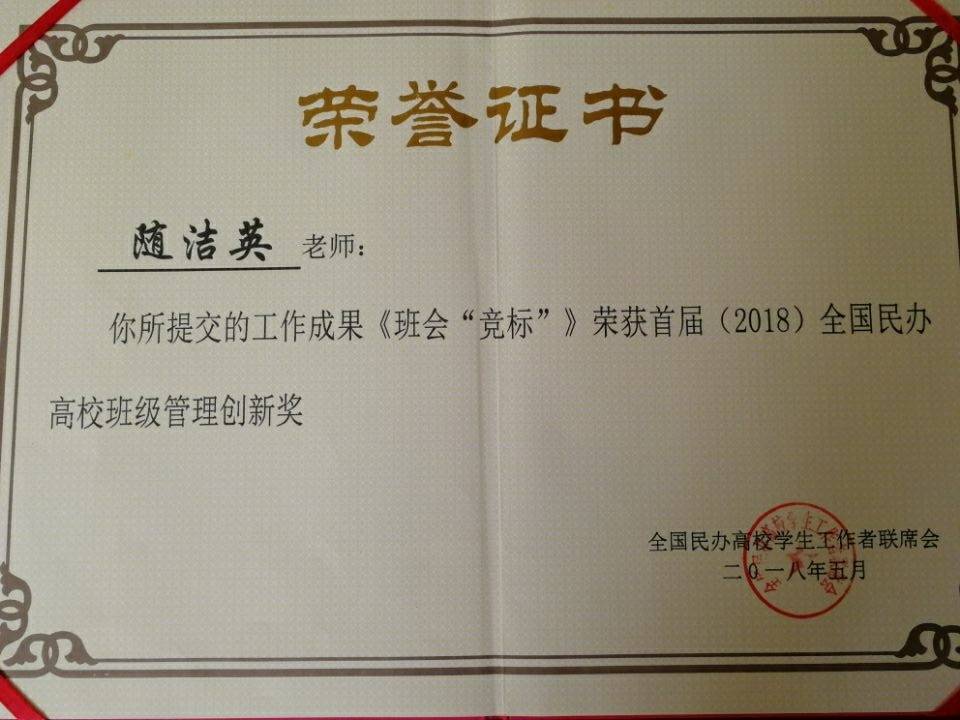 荣誉证书
随洁英 老师：
你所提交的工作成果《班会“竞标”》荣获首届（2018）全国民办
高校班级管理创新奖
全国民办高校学生工作者联席会
二〇一八年五月